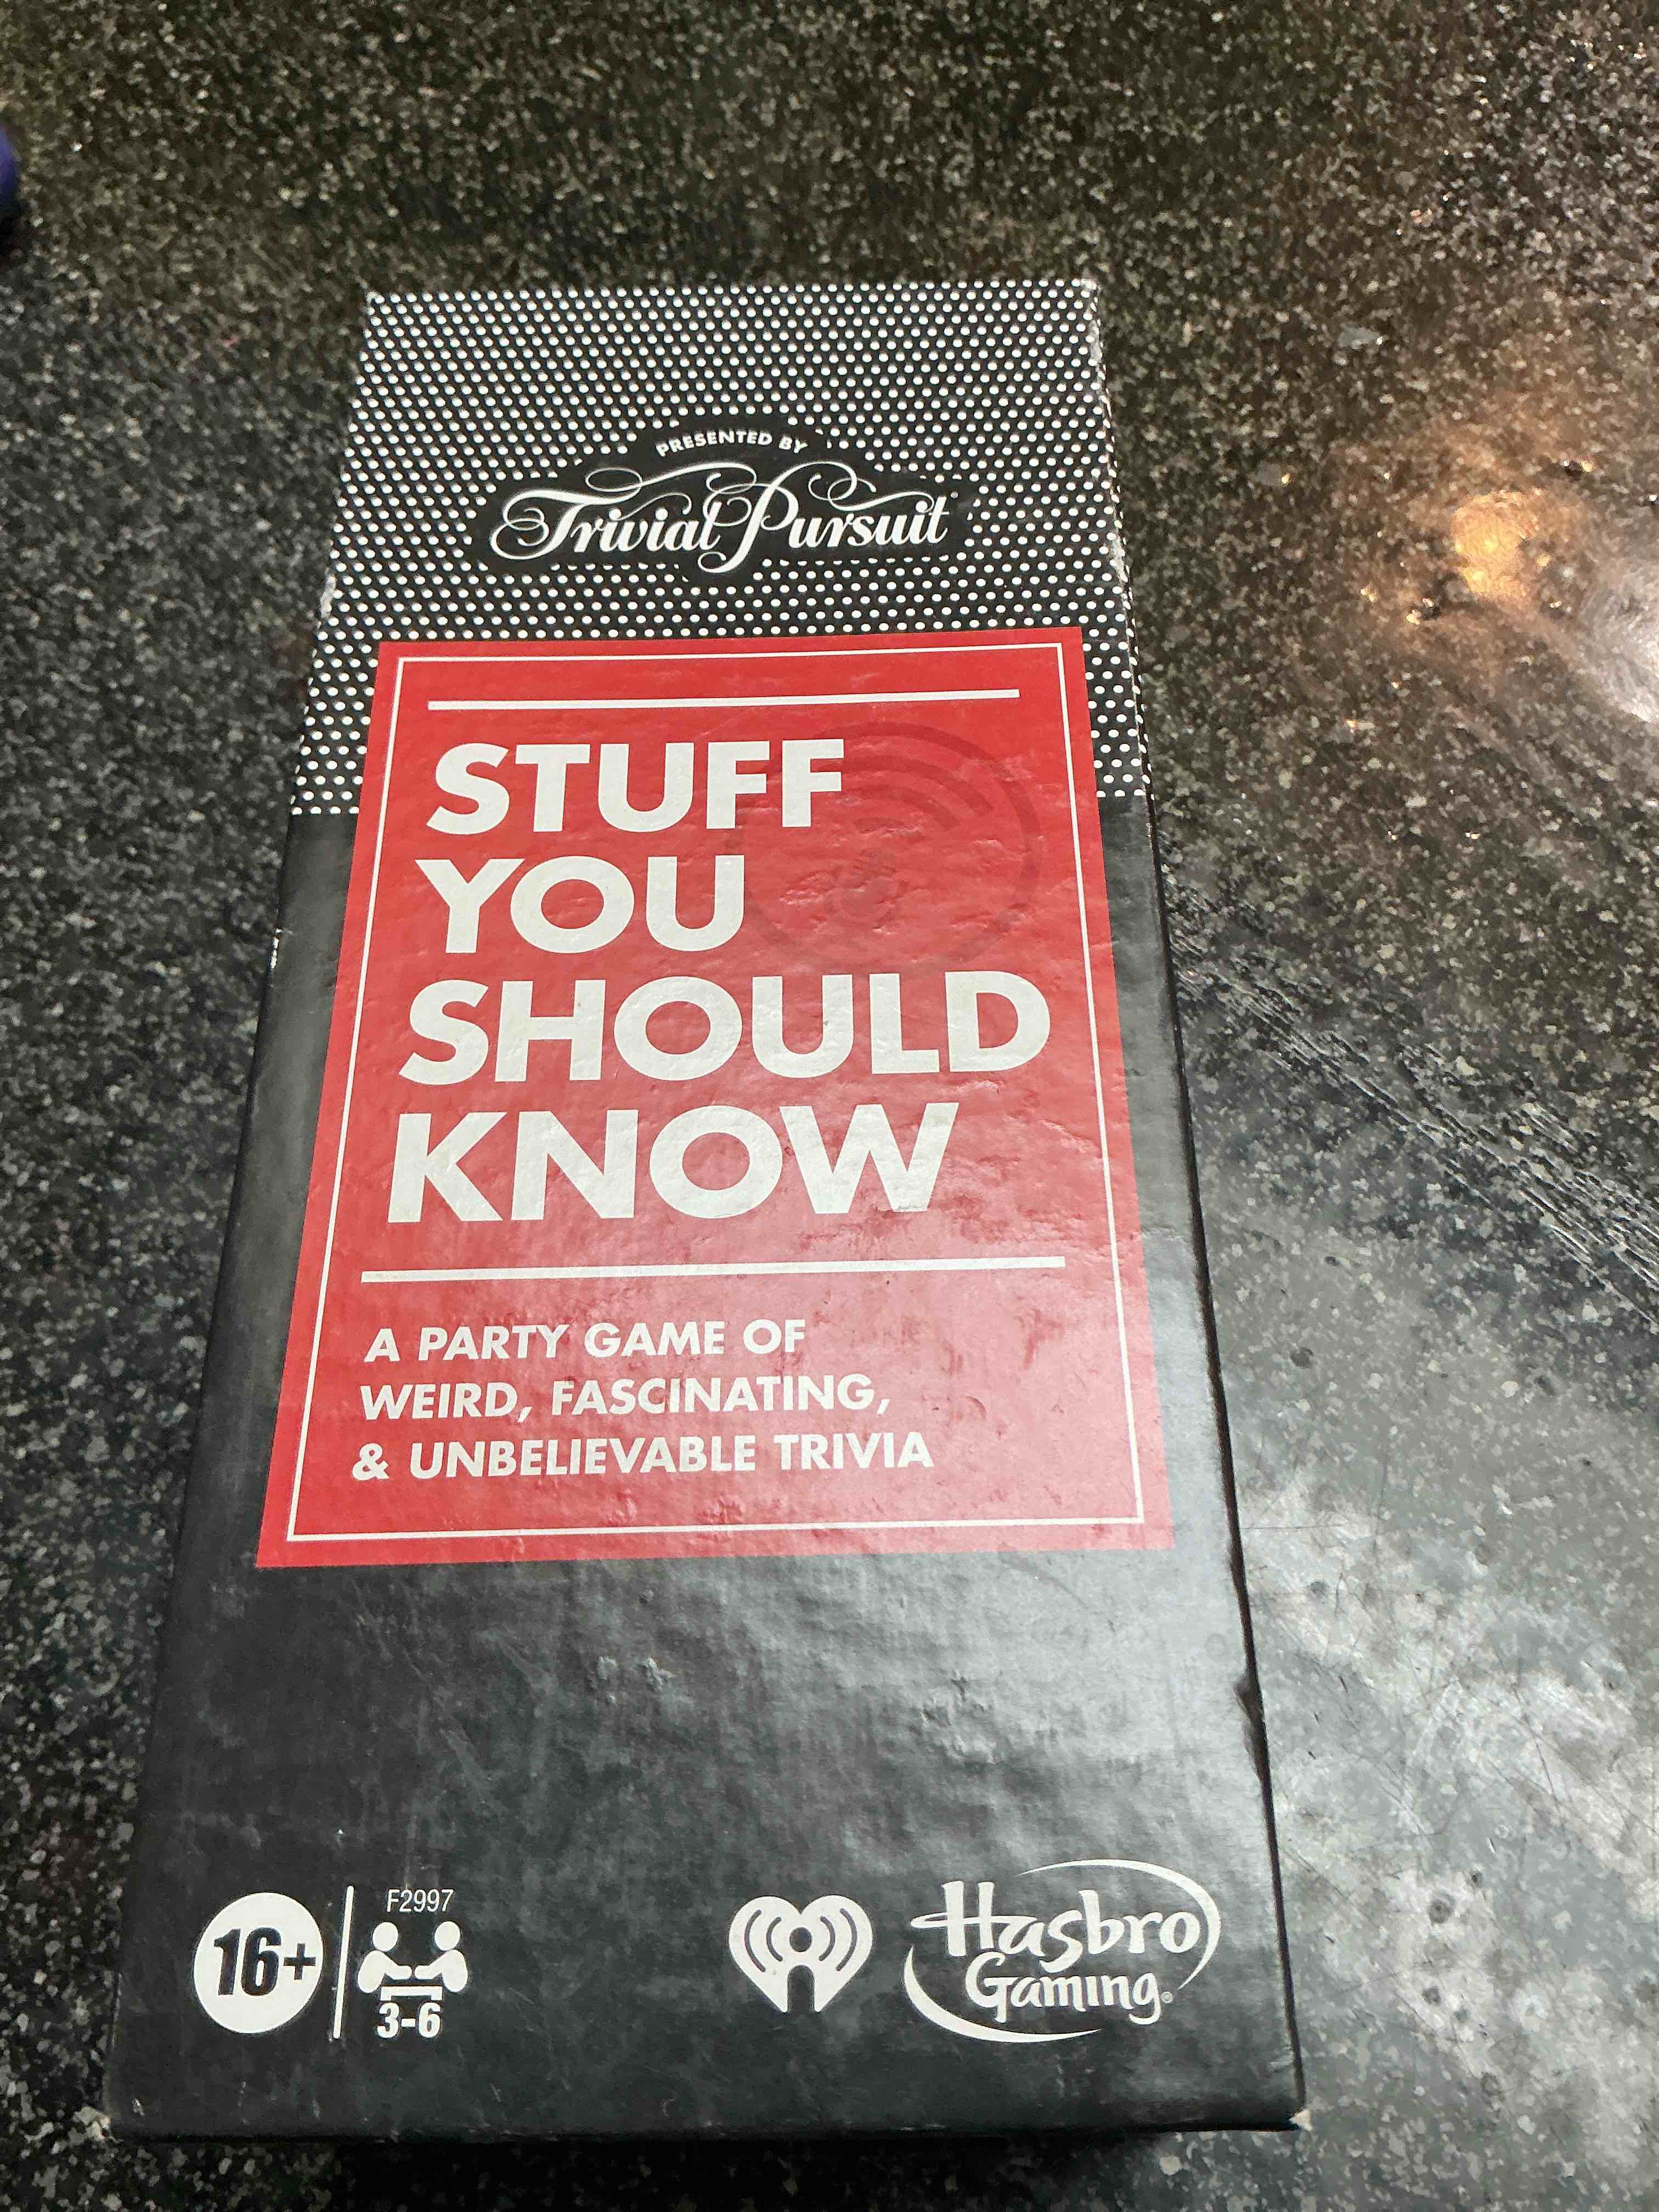 PRESENTED BY
Trivial Pursuit
STUFF
YOU
SHOULD
KNOW
A PARTY GAME OF
WEIRD, FASCINATING,
& UNBELIEVABLE TRIVIA
16+
F2997
3-6
Hasbro
Gaming®